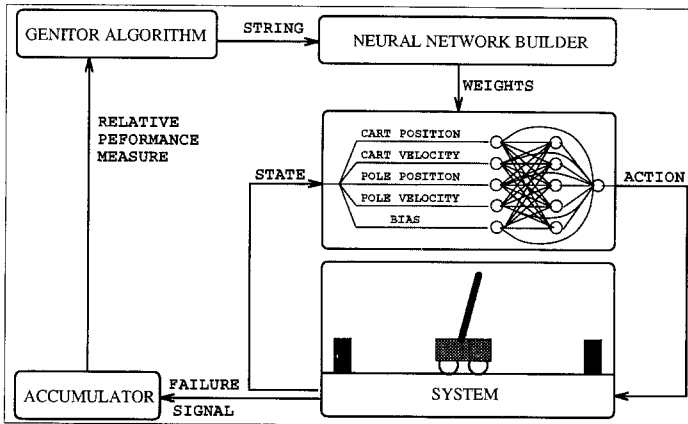 GENITOR ALGORITHM
STRING
NEURAL NETWORK BUILDER
WEIGHTS
RELATIVE
PEFORMANCE
MEASURE
STATE
CART POSITION
CART VELOCITY
POLE POSITION
POLE VELOCITY
BIAS
ACTION
ACCUMULATOR
FAILURE
SIGNAL
SYSTEM